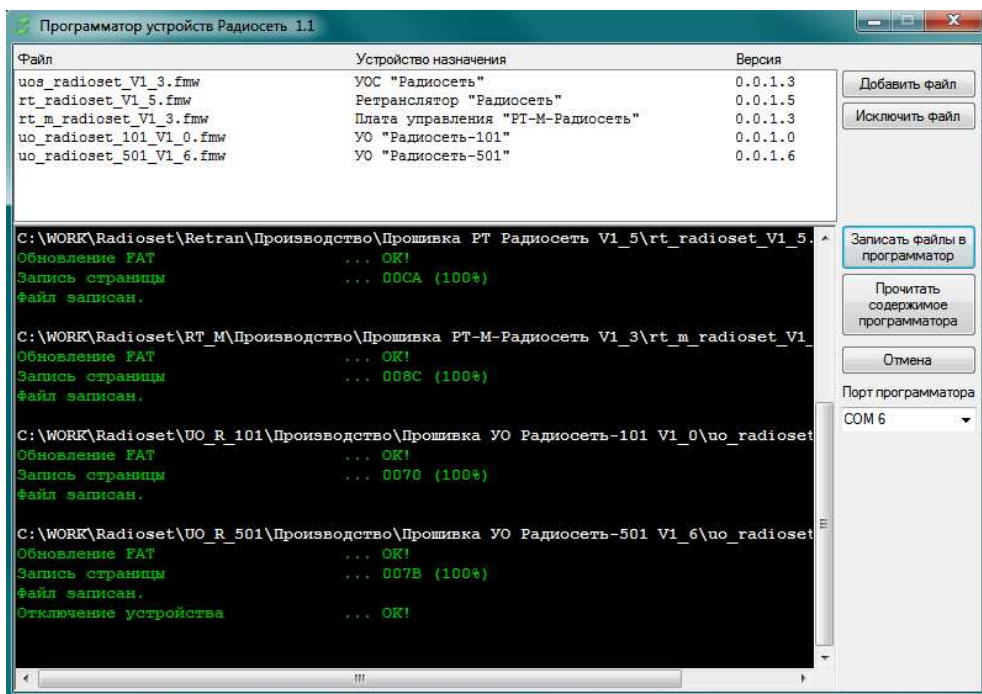 Программатор устройств Радиосеть 1.1
Файл Устройство назначения Версия
uos_radioset_V1_3.fmw УОС "Радиосеть" 0.0.1.3
rt_radioset_V1_5.fmw Ретранслятор "Радиосеть" 0.0.1.5
rt_m_radioset_V1_3.fmw Плата управления "РТ-М-Радиосеть" 0.0.1.3
uo_radioset_101_V1_0.fmw УО "Радиосеть-101" 0.0.1.0
uo_radioset_501_V1_6.fmw УО "Радиосеть-501" 0.0.1.6
Добавить файл
Исключить файл
C:\WORK\Radioset\Retran\Производство\Прошивка РТ Радиосеть V1_5\rt_radioset_V1_5.
Обновление FAT ... OK!
Запись страницы ... 00CA (100%)
Файл записан.
C:\WORK\Radioset\RT_M\Производство\Прошивка РТ-М-Радиосеть V1_3\rt_m_radioset_V1_
Обновление FAT ... OK!
Запись страницы ... 008C (100%)
Файл записан.
C:\WORK\Radioset\UO_R_101\Производство\Прошивка УО Радиосеть-101 V1_0\uo_radioset
Обновление FAT ... OK!
Запись страницы ... 0070 (100%)
Файл записан.
C:\WORK\Radioset\UO_R_501\Производство\Прошивка УО Радиосеть-501 V1_6\uo_radioset
Обновление FAT ... OK!
Запись страницы ... 007B (100%)
Файл записан.
Отключение устройства ... OK!
Записать файлы в
программатор
Прочитать
содержимое
программатора
Отмена
Порт программатора
COM 6